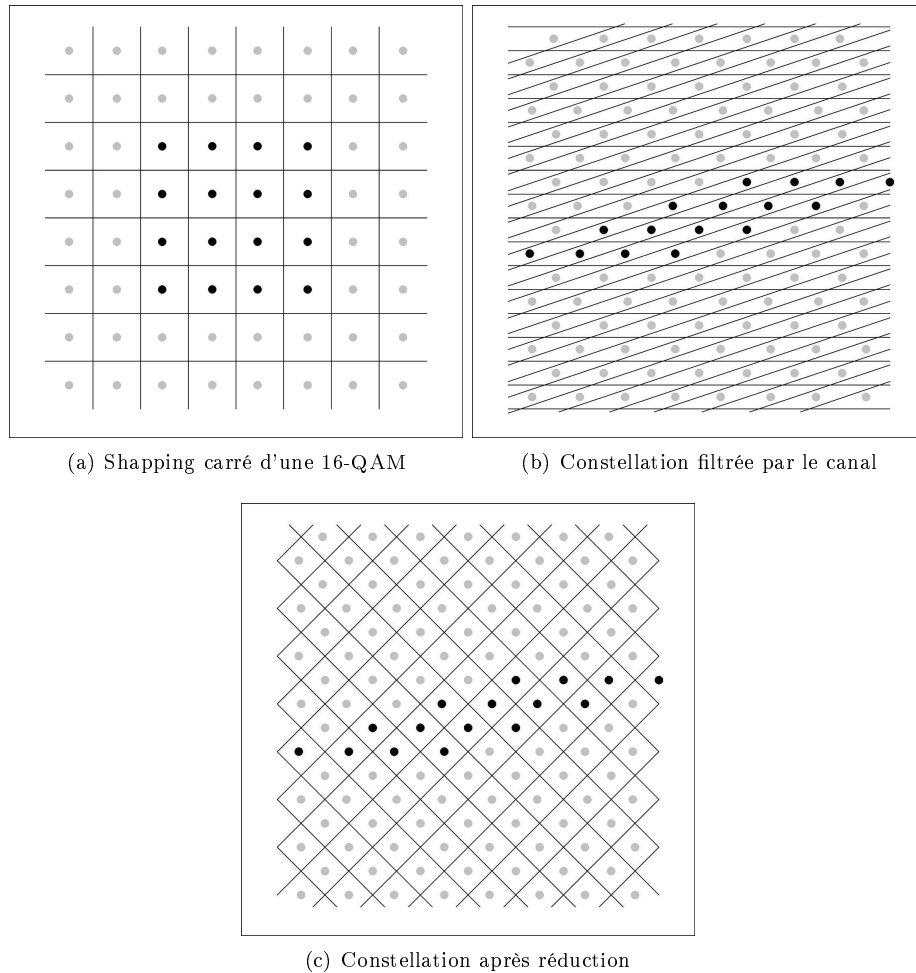 (a) Shapping carré d'une 16-QAM
(b) Constellation filtrée par le canal
(c) Constellation après réduction